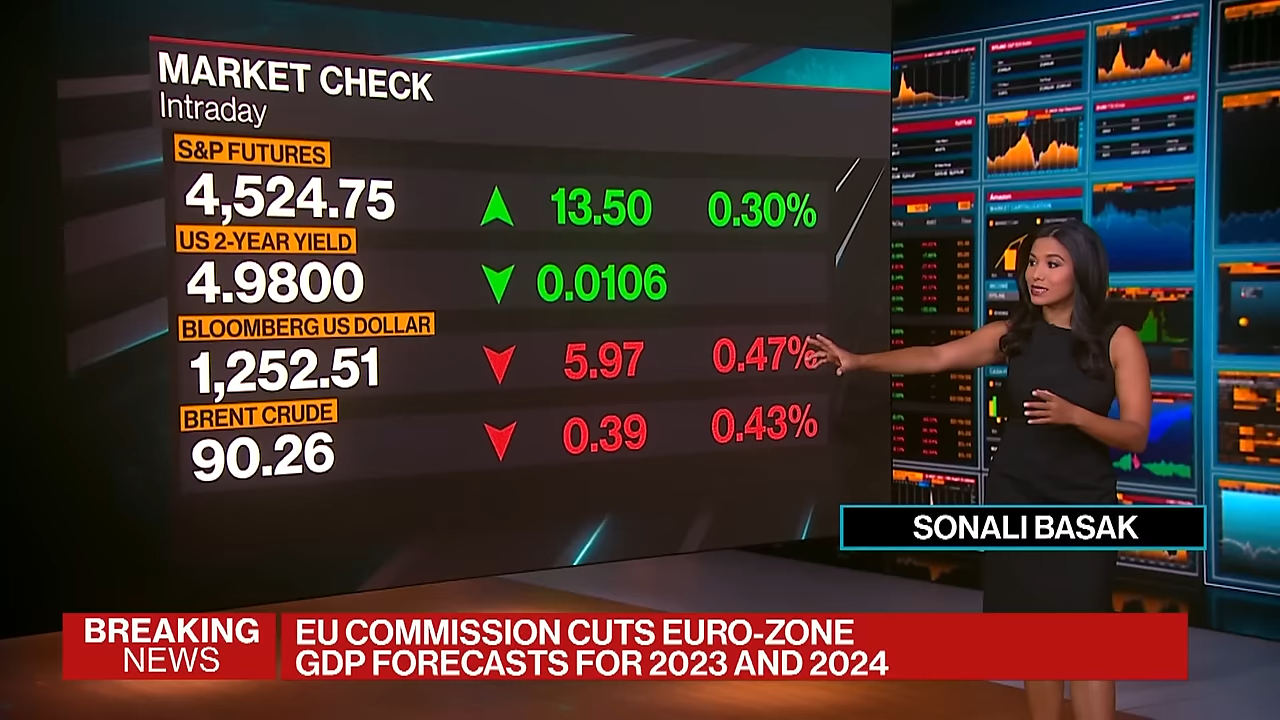 MARKET CHECK
Intraday
S&P FUTURES
4,524.75 13.50 0.30%
US 2-YEAR YIELD
4.9800 0.0106
BLOOMBERG US DOLLAR
1,252.51 5.97 0.47%
BRENT CRUDE
90.26 0.39 0.43%
Amazon
SONALI BASAK
BREAKING
NEWS
EU COMMISSION CUTS EURO-ZONE
GDP FORECASTS FOR 2023 AND 2024